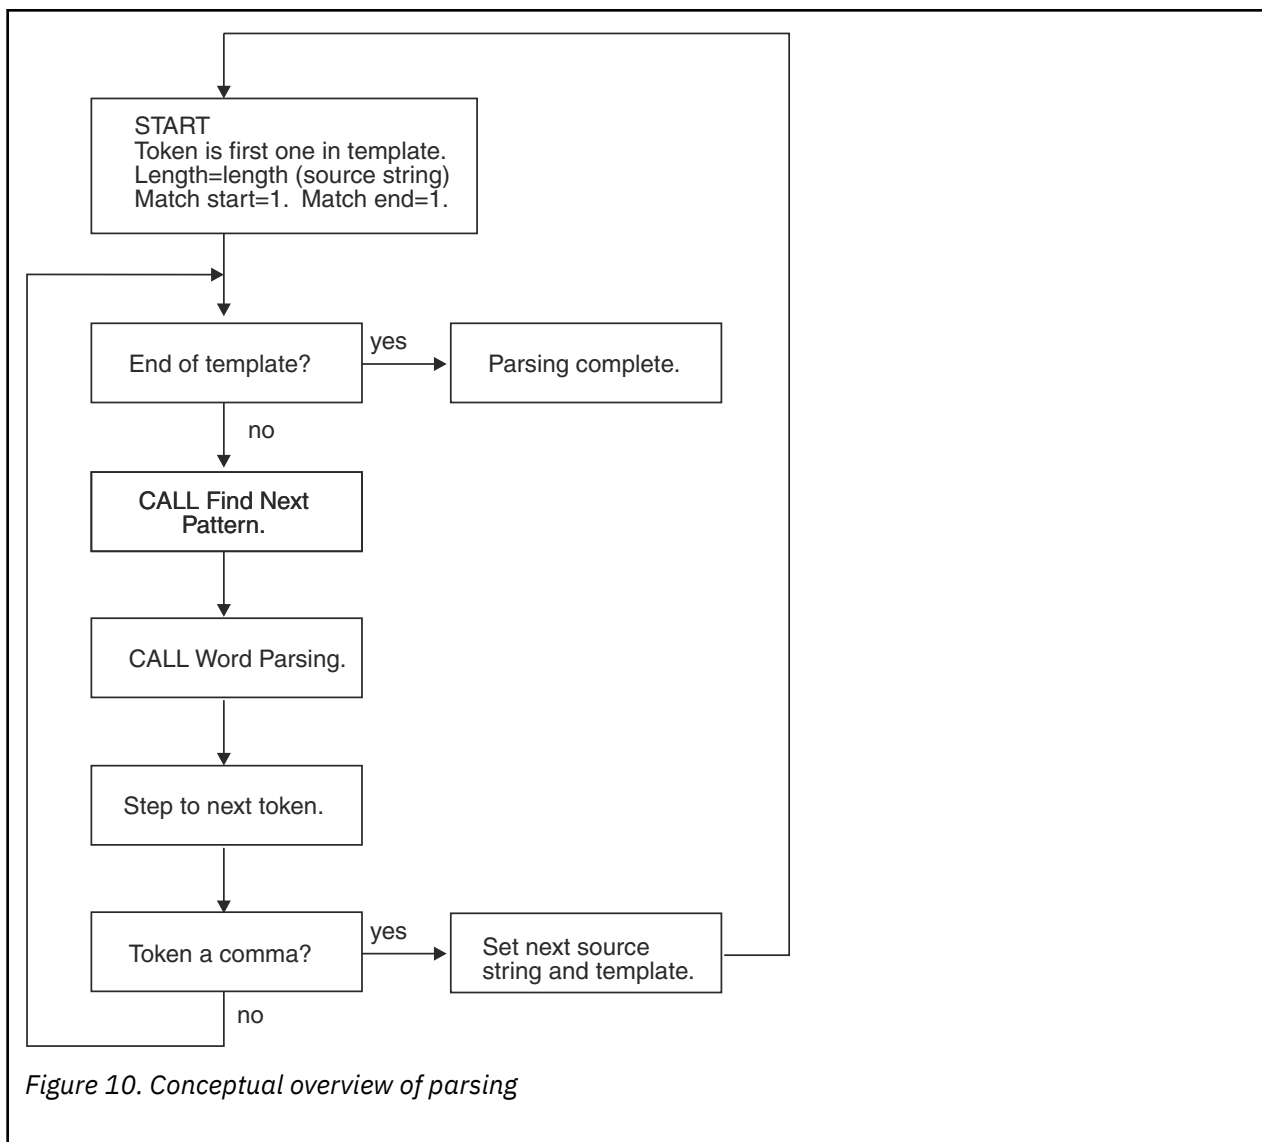 START
Token is first one in template.
Length=length (source string)
Match start=1.  Match end=1.
End of template?
yes
Parsing complete.
no
CALL Find Next
Pattern.
CALL Word Parsing.
Step to next token.
Token a comma?
yes
Set next source
string and template.
no
Figure 10. Conceptual overview of parsing